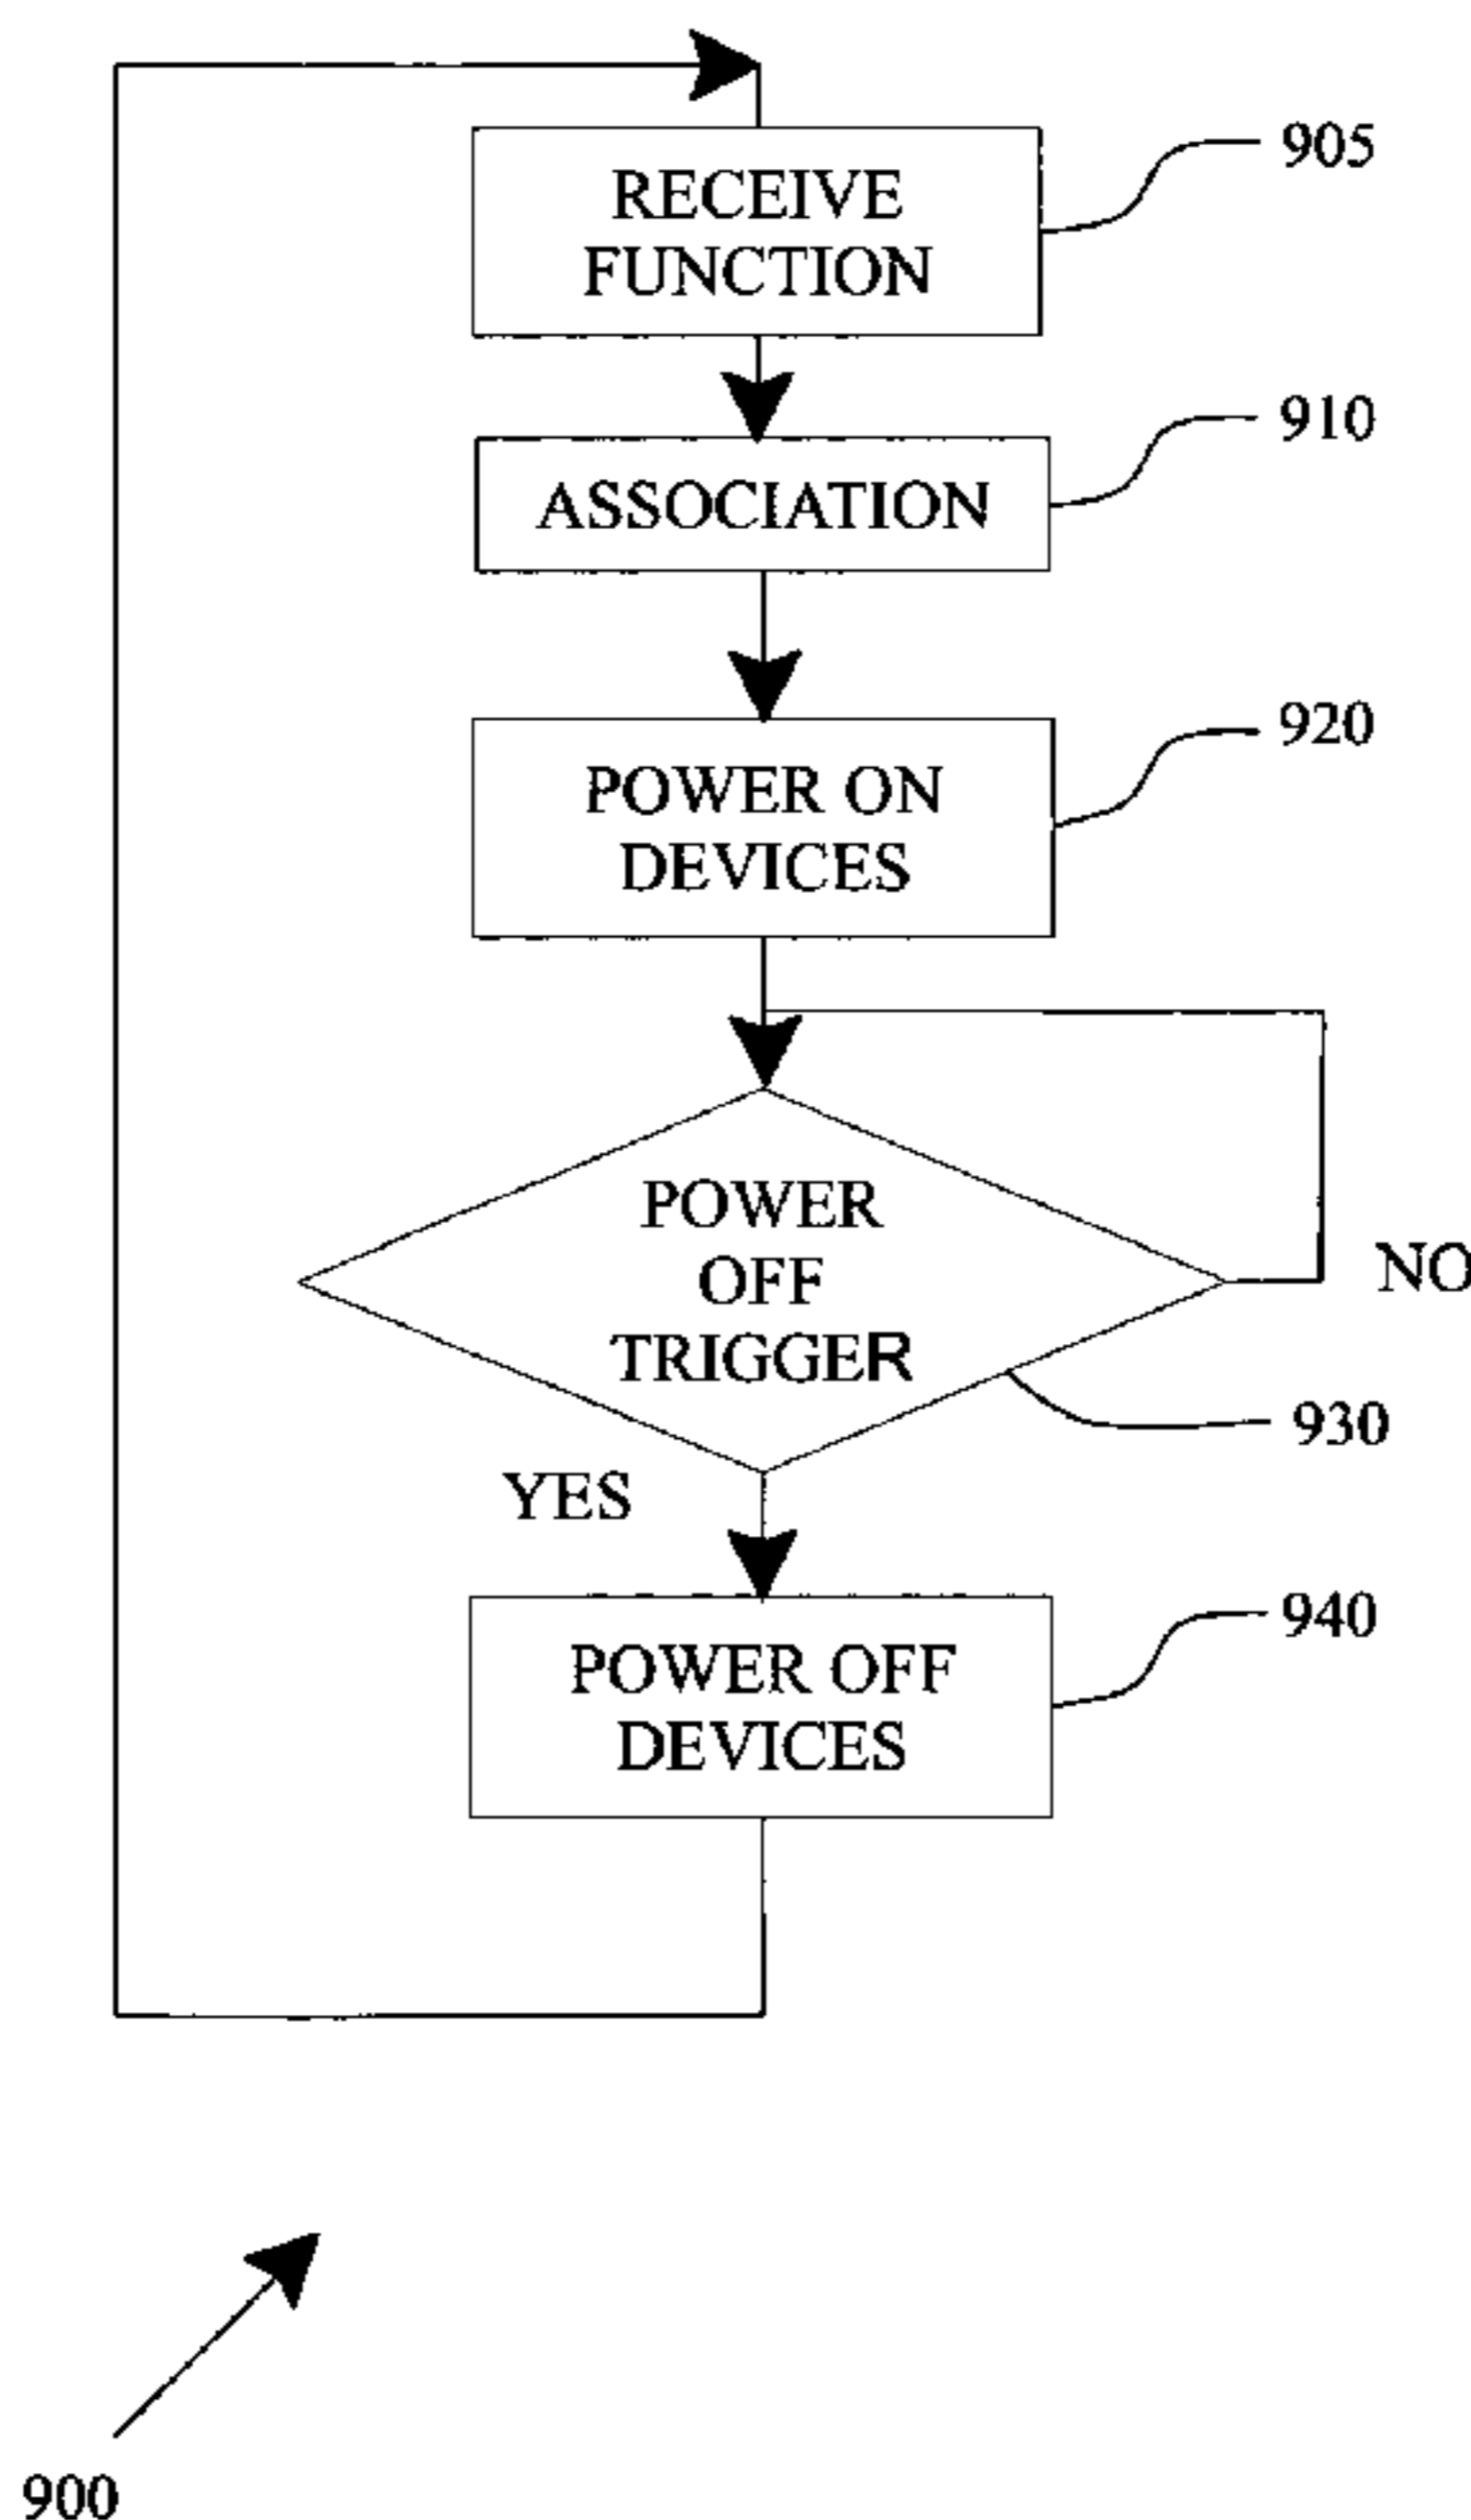 905
RECEIVE
FUNCTION
910
ASSOCIATION
920
POWER ON
DEVICES
POWER
OFF
TRIGGER
NO
930
YES
940
POWER OFF
DEVICES
900